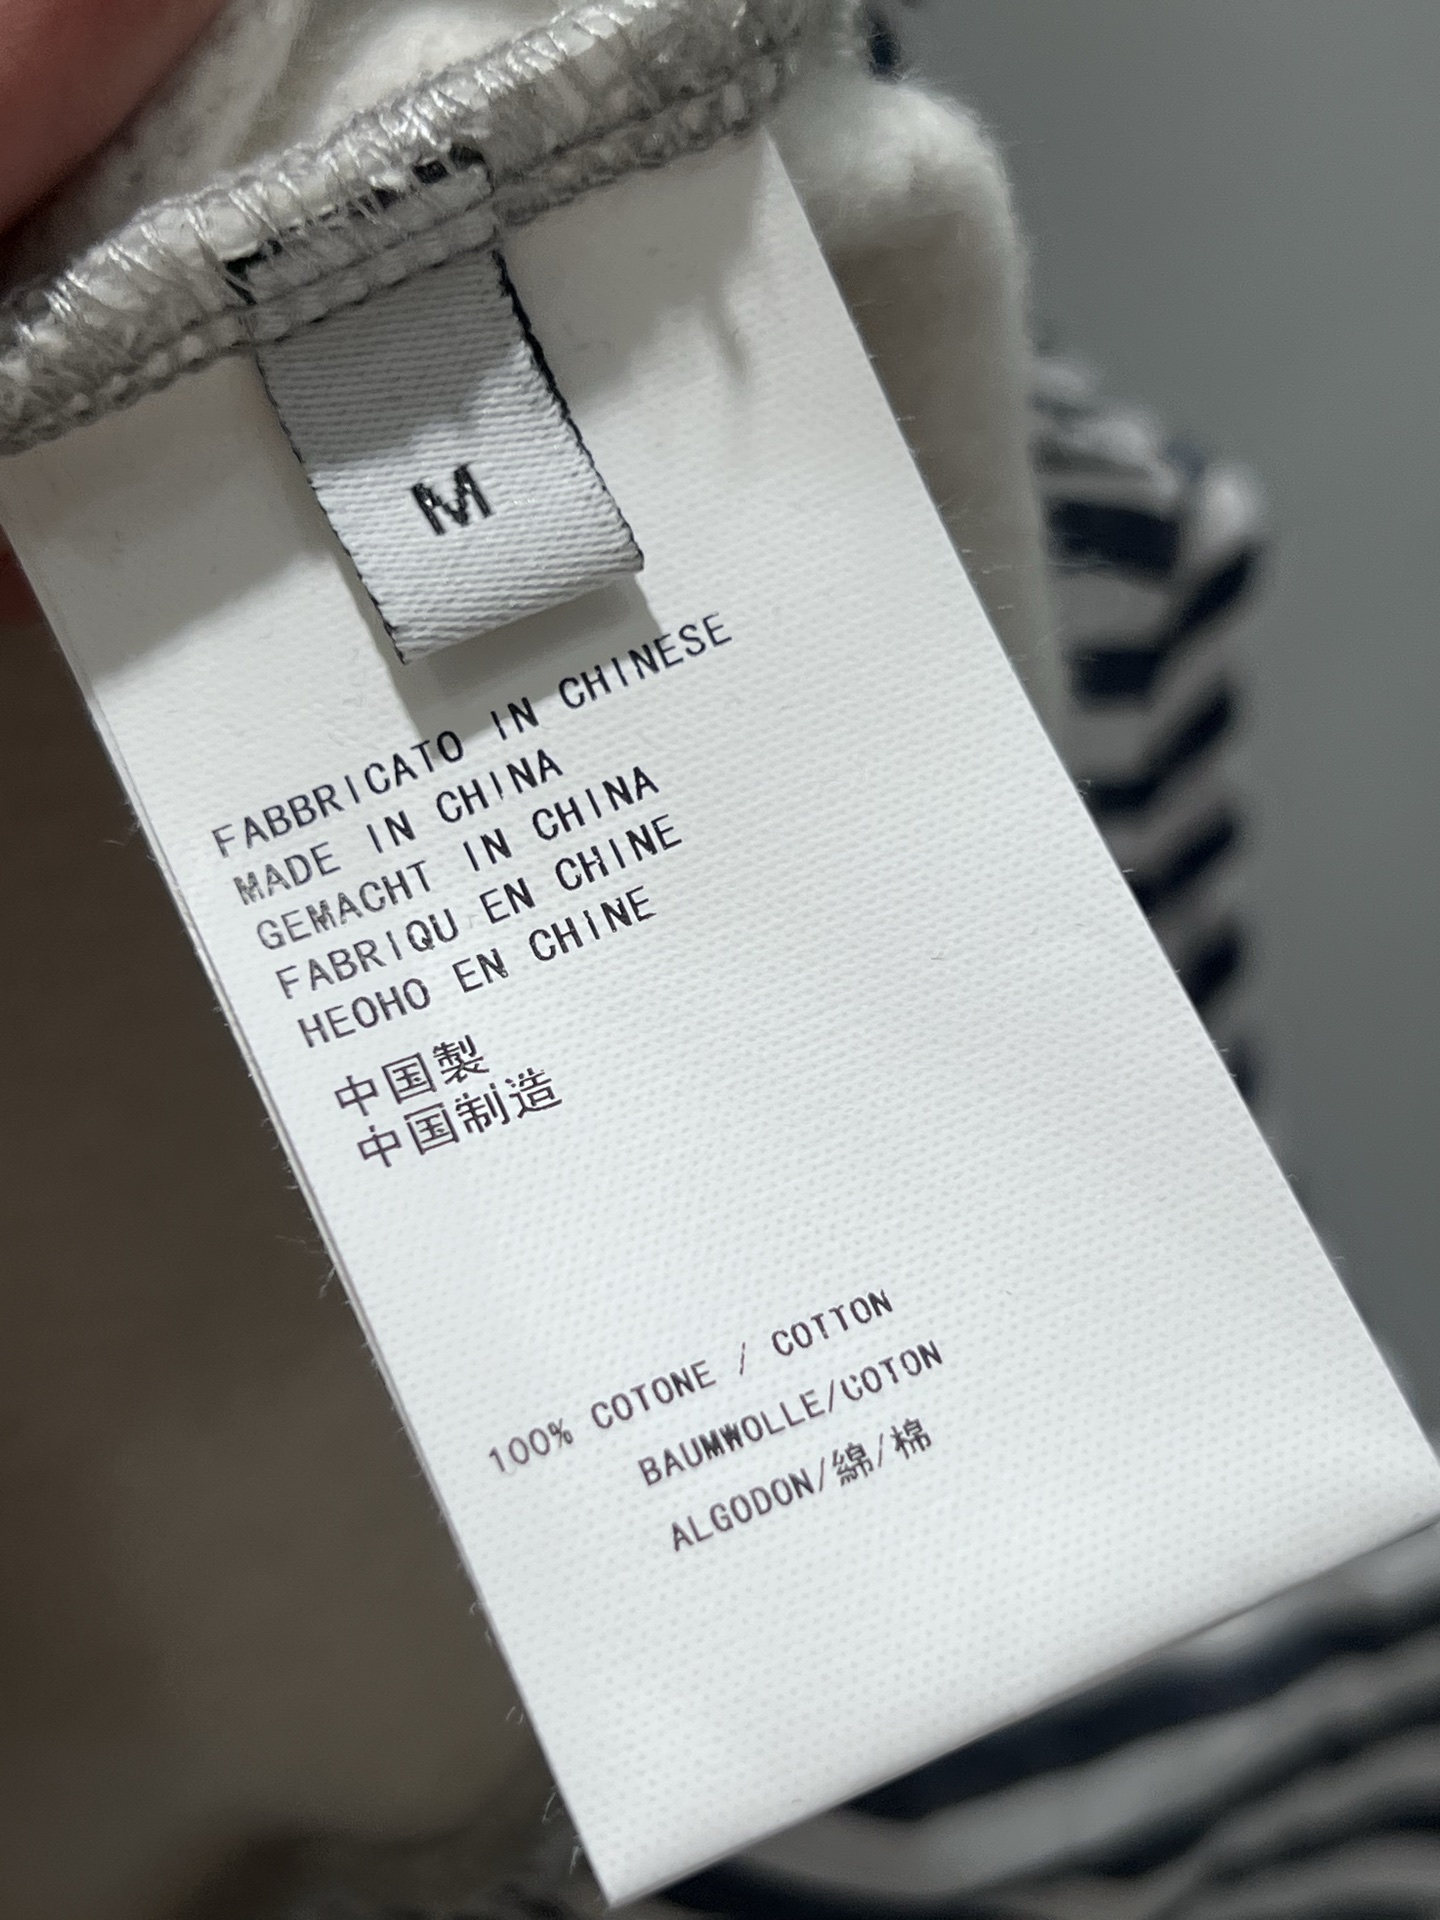 M
FABBRICATO IN CHINESE
MADE IN CHINA
GEMACHT IN CHINA
FABRIQU EN CHINE
HEOHO EN CHINE
中国製
中国制造
100% COTONE / COTTON
BAUMWOLLE/COTON
ALGODON/綿/棉